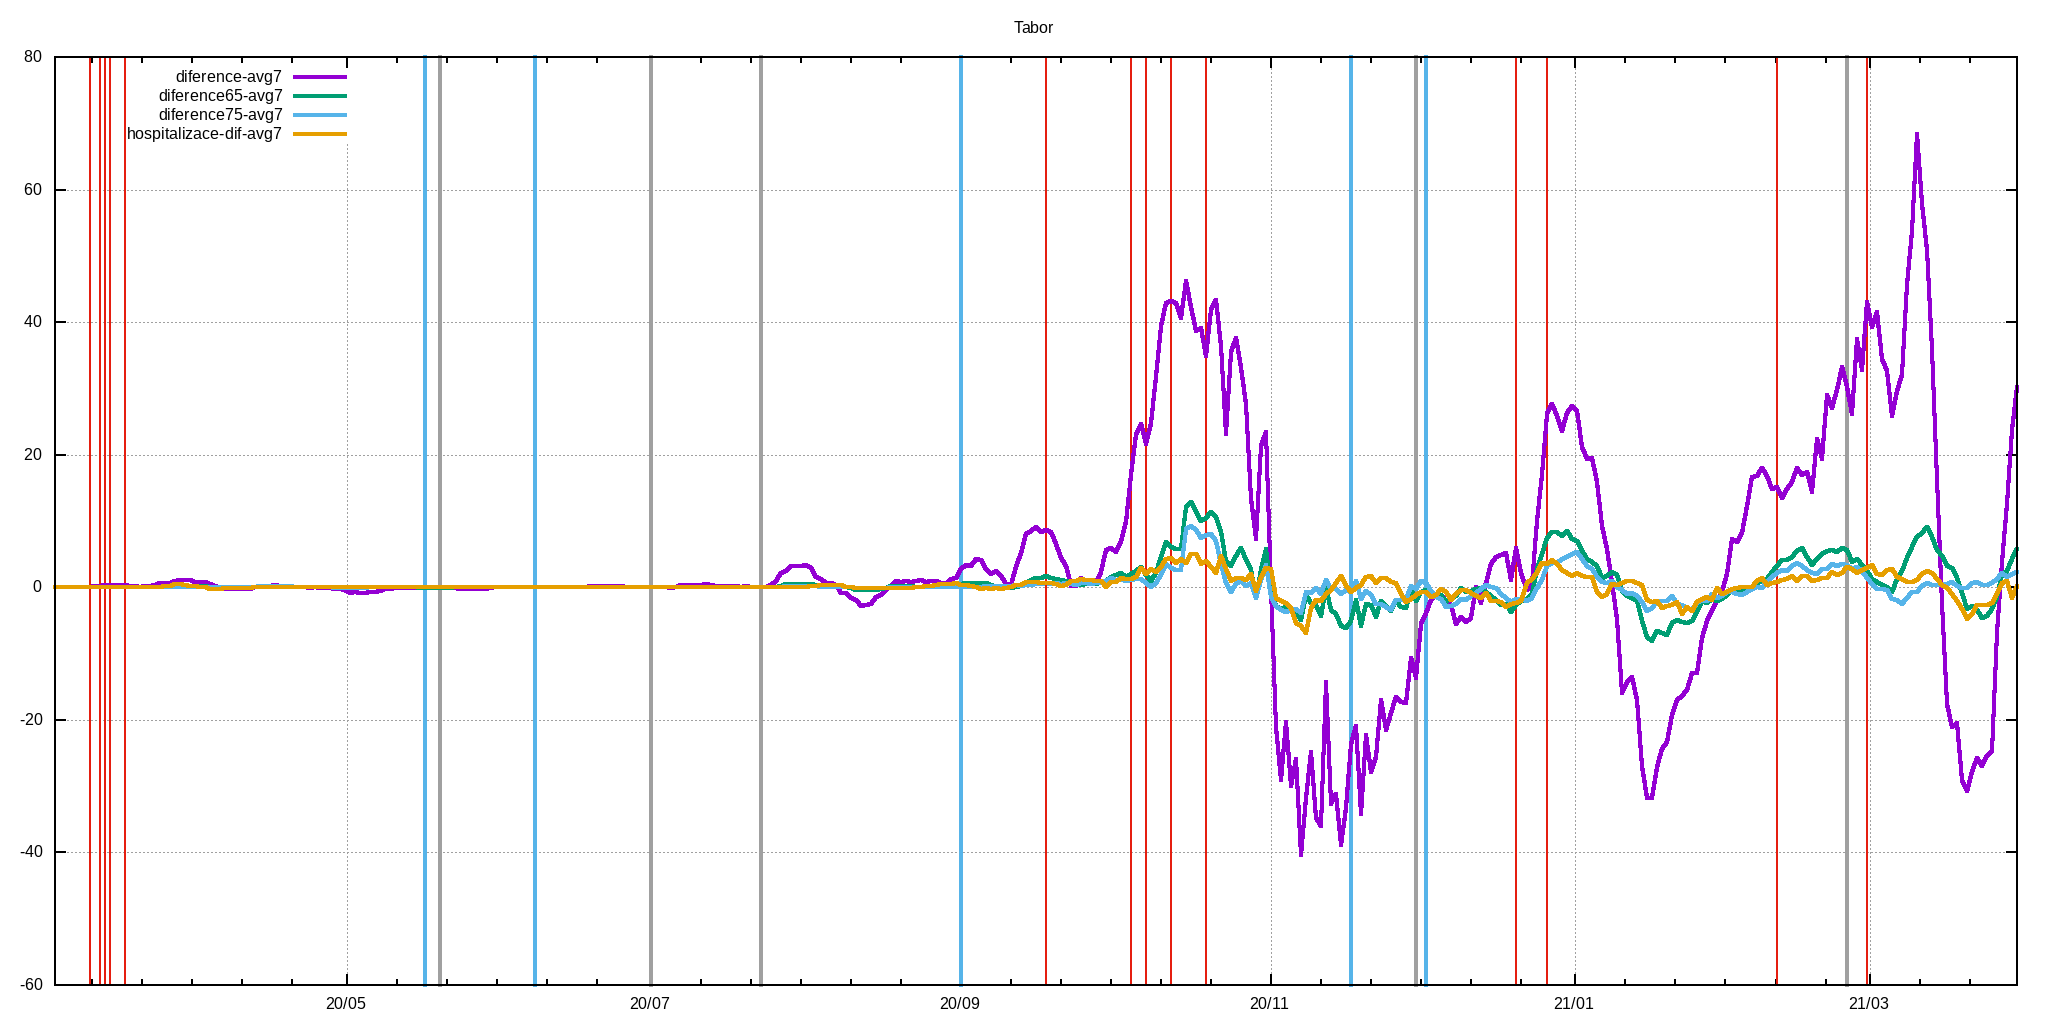 Tabor
80
60
40
20
0
-20
-40
-60
diference-avg7
diference65-avg7
diference75-avg7
hospitalizace-dif-avg7
20/05 20/07 20/09 20/11 21/01 21/03